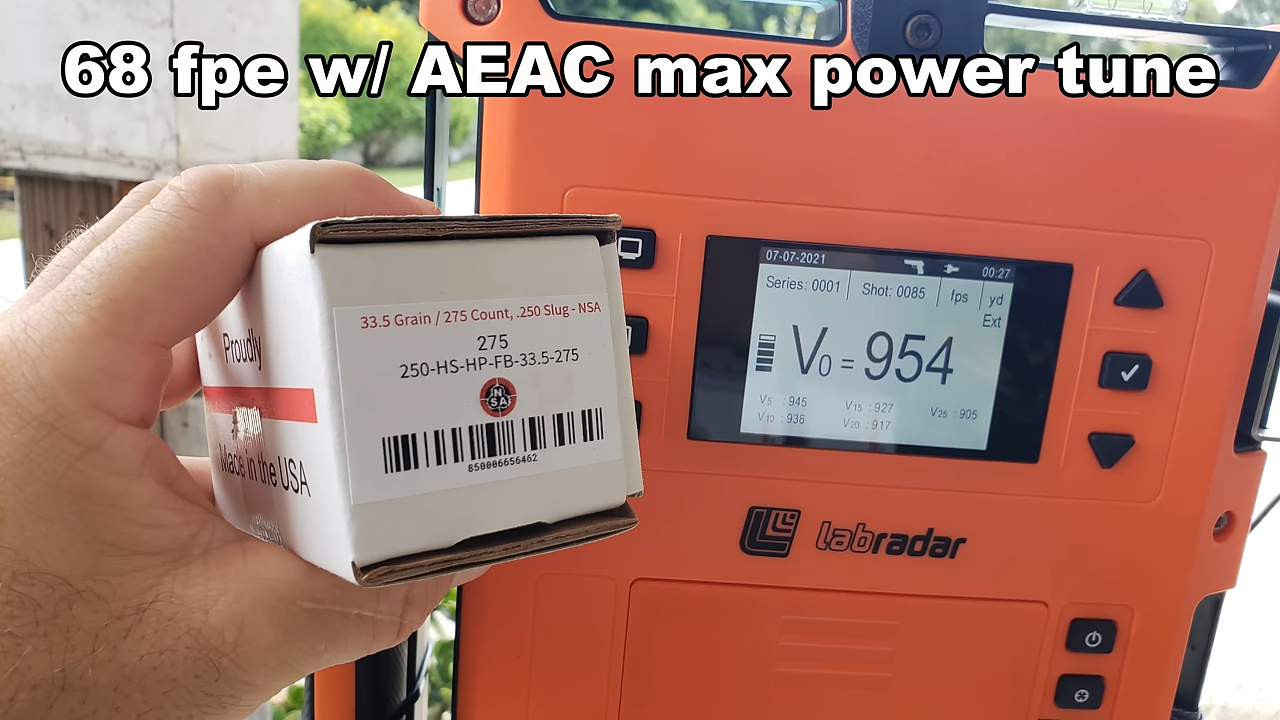 68 fpe w/ AEAC max power tune
Proudly
Made in the USA
33.5 Grain / 275 Count, .250 Slug - NSA
275
250-HS-HP-FB-33.5-275
N
SA
850006656462
07-07-2021 00:27
Series: 0001 Shot: 0085 fps yd
Ext
V0 = 954
V5 : 945 V15 : 927 V25 : 905
V10 : 936 V20 : 917
labradar